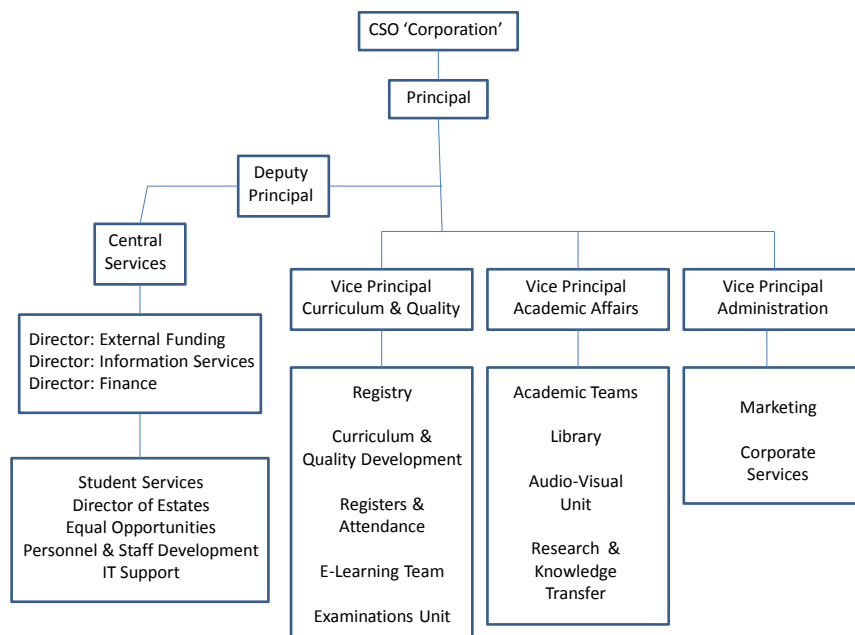 CSO ‘Corporation’
Principal
Deputy
Principal
Central
Services
Director: External Funding
Director: Information Services
Director: Finance
Student Services
Director of Estates
Equal Opportunities
Personnel & Staff Development
IT Support
Vice Principal
Curriculum & Quality
Registry
Curriculum &
Quality Development
Registers &
Attendance
E-Learning Team
Examinations Unit
Vice Principal
Academic Affairs
Academic Teams
Library
Audio-Visual
Unit
Research &
Knowledge
Transfer
Vice Principal
Administration
Marketing
Corporate
Services